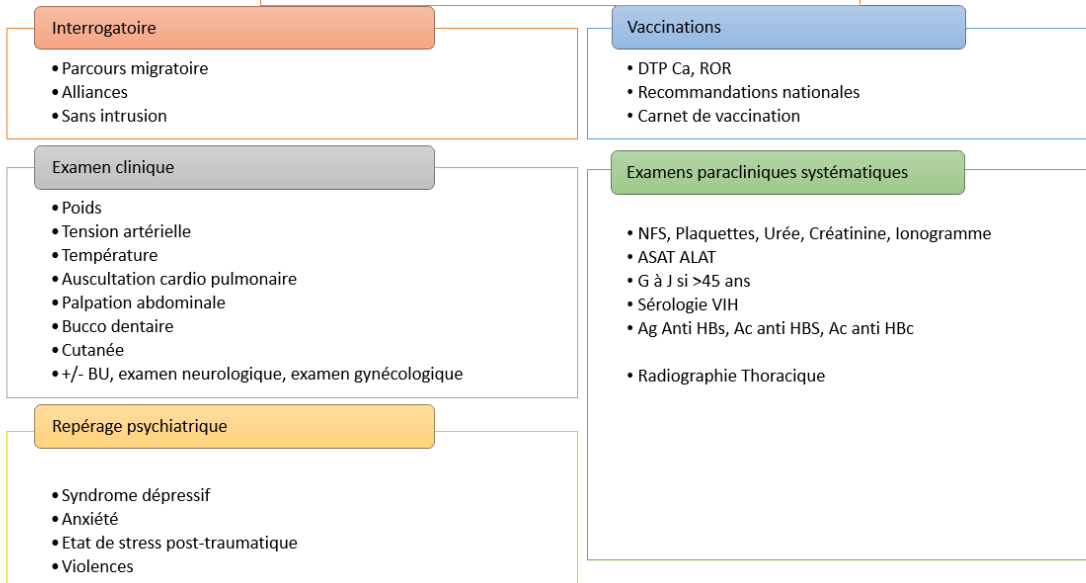 Interrogatoire
• Parcours migratoire
• Alliances
• Sans intrusion
Examen clinique
• Poids
• Tension artérielle
• Température
• Auscultation cardio pulmonaire
• Palpation abdominale
• Bucco dentaire
• Cutanée
• +/- BU, examen neurologique, examen gynécologique
Repérage psychiatrique
• Syndrome dépressif
• Anxiété
• Etat de stress post-traumatique
• Violences
Vaccinations
• DTP Ca, ROR
• Recommandations nationales
• Carnet de vaccination
Examens paracliniques systématiques
• NFS, Plaquettes, Urée, Créatinine, Ionogramme
• ASAT ALAT
• G à J si >45 ans
• Sérologie VIH
• Ag Anti HBs, Ac anti HBS, Ac anti HBc
• Radiographie Thoracique